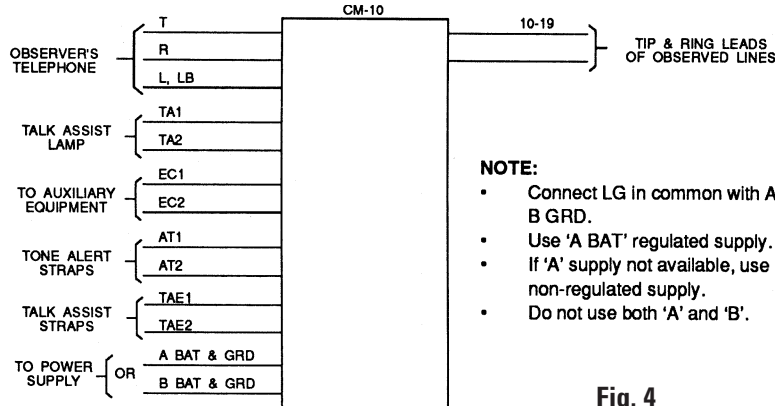 CM-10
T
R
L, LB
OBSERVER'S
TELEPHONE
10-19
TIP & RING LEADS
OF OBSERVED LINES
TA1
TA2
TALK ASSIST
LAMP
EC1
EC2
TO AUXILIARY
EQUIPMENT
AT1
AT2
TONE ALERT
STRAPS
TAE1
TAE2
TALK ASSIST
STRAPS
A BAT & GRD
B BAT & GRD
TO POWER
SUPPLY
OR
NOTE:
• Connect LG in common with A
B GRD.
• Use 'A BAT' regulated supply.
• If 'A' supply not available, use
non-regulated supply.
• Do not use both 'A' and 'B'.
Fig. 4